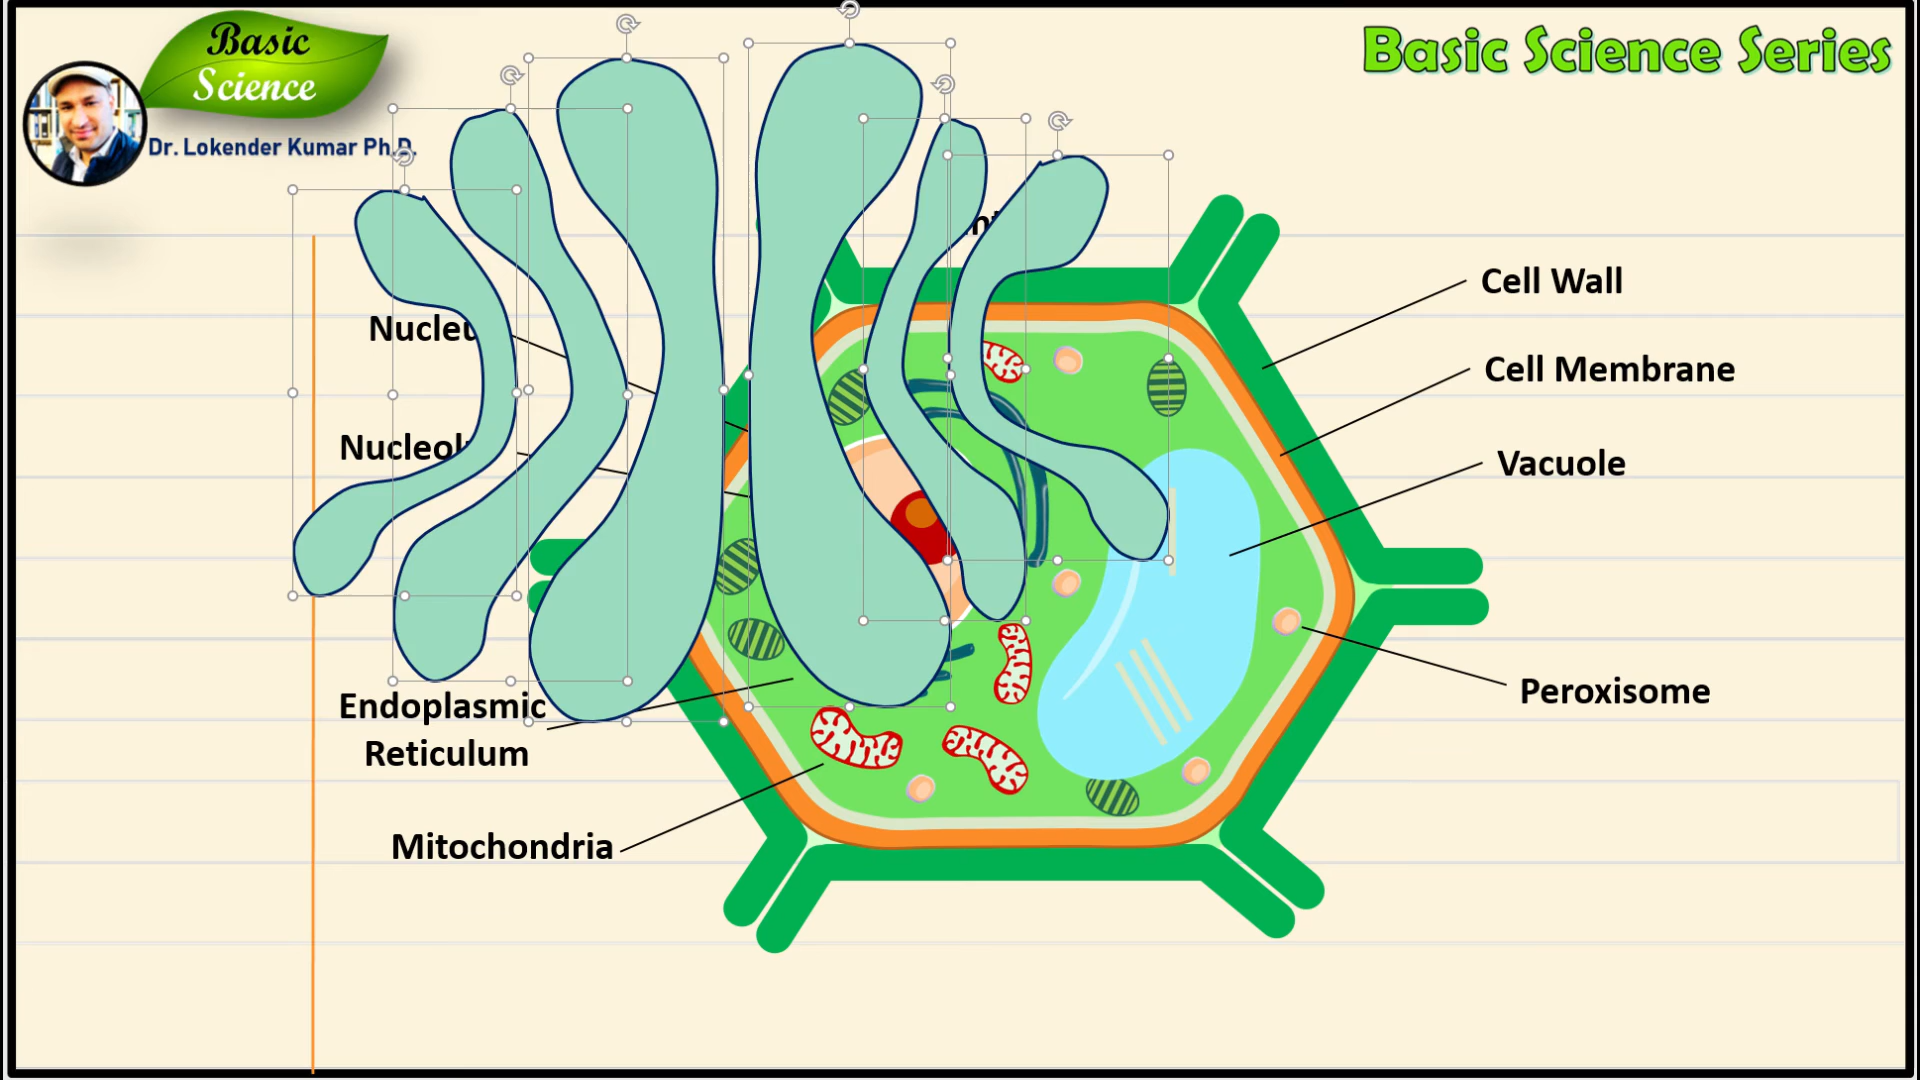 Basic
Science
Dr. Lokender Kumar Ph.D.
Basic Science Series
Cell Wall
Cell Membrane
Vacuole
Peroxisome
Endoplasmic
Reticulum
Mitochondria